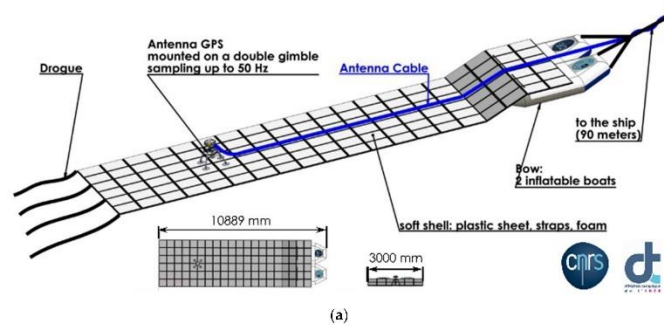 Antenna GPS
mounted on a double gimble
sampling up to 50 Hz
Drogue
Antenna Cable
to the ship
(90 meters)
Bow:
2 inflatable boats
soft shell: plastic sheet, straps, foam
10889 mm
3000 mm
cnrs
dt
(a)